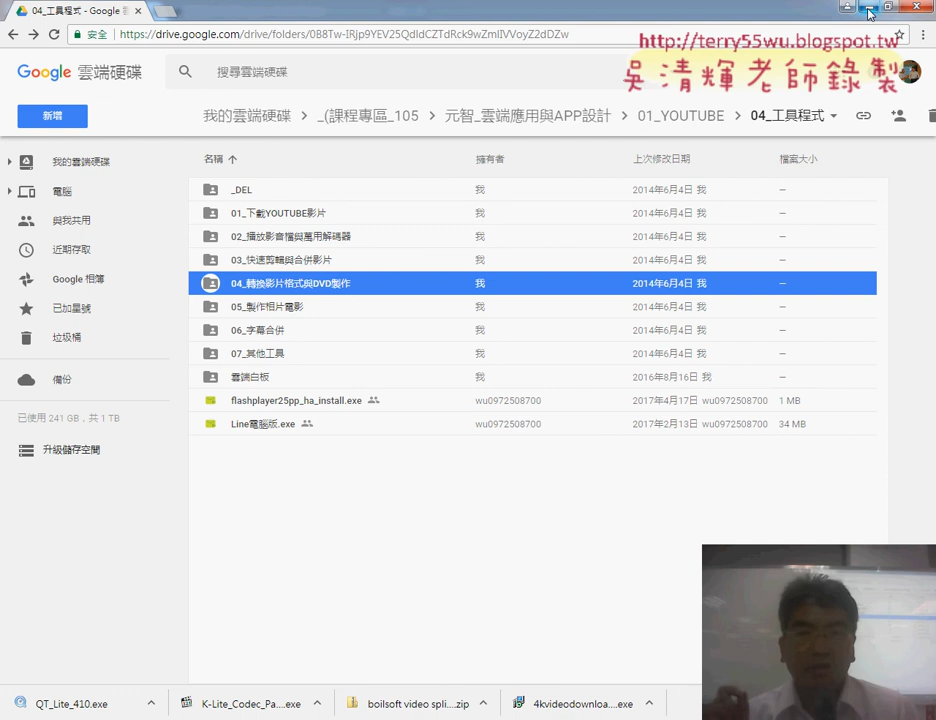 04_工具程式 - Google
安全 https://drive.google.com/drive/folders/0B8Tw-IRjp9YEV25QdIdCZTdRck9wZmlIVVoyZ2dDZw
http://terry55wu.blogspot.tw
吳清輝老師錄製
Google 雲端硬碟
搜尋雲端硬碟
新增
我的雲端硬碟 > _(課程專區_105 > 元智_雲端應用與APP設計 > 01_YOUTUBE > 04_工具程式
我的雲端硬碟
電腦
與我共用
近期存取
Google 相簿
已加星號
垃圾桶
備份
已使用 241 GB，共 1 TB
升級儲存空間
名稱 擁有者 上次修改日期 檔案大小
_DEL 我 2014年6月4日 我 –
01_下載YOUTUBE影片 我 2014年6月4日 我 –
02_播放影音檔與萬用解碼器 我 2014年6月4日 我 –
03_快速剪輯與合併影片 我 2014年6月4日 我 –
04_轉換影片格式與DVD製作 我 2014年6月4日 我 –
05_製作相片電影 我 2014年6月4日 我 –
06_字幕合併 我 2014年6月4日 我 –
07_其他工具 我 2014年6月4日 我 –
雲端白板 我 2016年8月16日 我 –
flashplayer25pp_ha_install.exe wu0972508700 2017年4月17日 wu0972508700 1 MB
Line電腦版.exe wu0972508700 2017年2月13日 wu0972508700 34 MB
QT_Lite_410.exe
K-Lite_Codec_Pa....exe
boilsoft video spli....zip
4kvideodownloa....exe